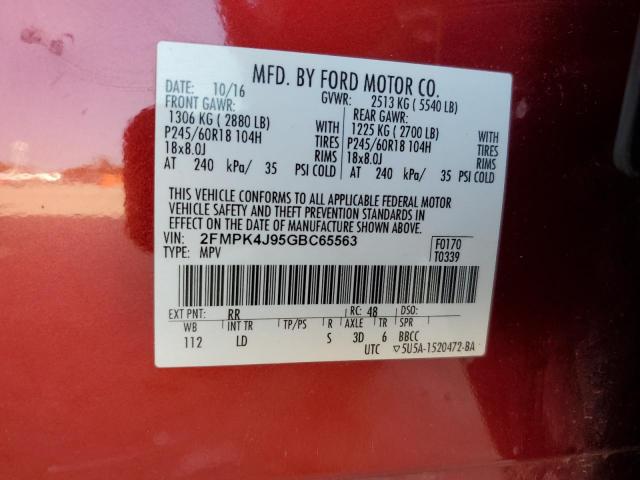 MFD. BY FORD MOTOR CO.
DATE: 10/16 GVWR: 2513 KG ( 5540 LB)
FRONT GAWR: REAR GAWR:
1306 KG ( 2880 LB) WITH 1225 KG ( 2700 LB) WITH
P245/60R18 104H TIRES P245/60R18 104H TIRES
18x8.0J RIMS 18x8.0J RIMS
AT 240 kPa/ 35 PSI COLD AT 240 kPa/ 35 PSI COLD
THIS VEHICLE CONFORMS TO ALL APPLICABLE FEDERAL MOTOR
VEHICLE SAFETY AND THEFT PREVENTION STANDARDS IN
EFFECT ON THE DATE OF MANUFACTURE SHOWN ABOVE.
VIN: 2FMPK4J95GBC65563 F0170
TYPE: MPV T0339
EXT PNT: RR RC: 48 DSO:
WB INT TR TP/PS R AXLE TR SPR
112 LD S 3D 6 BBCC
UTC ▽5U5A-1520472-BA